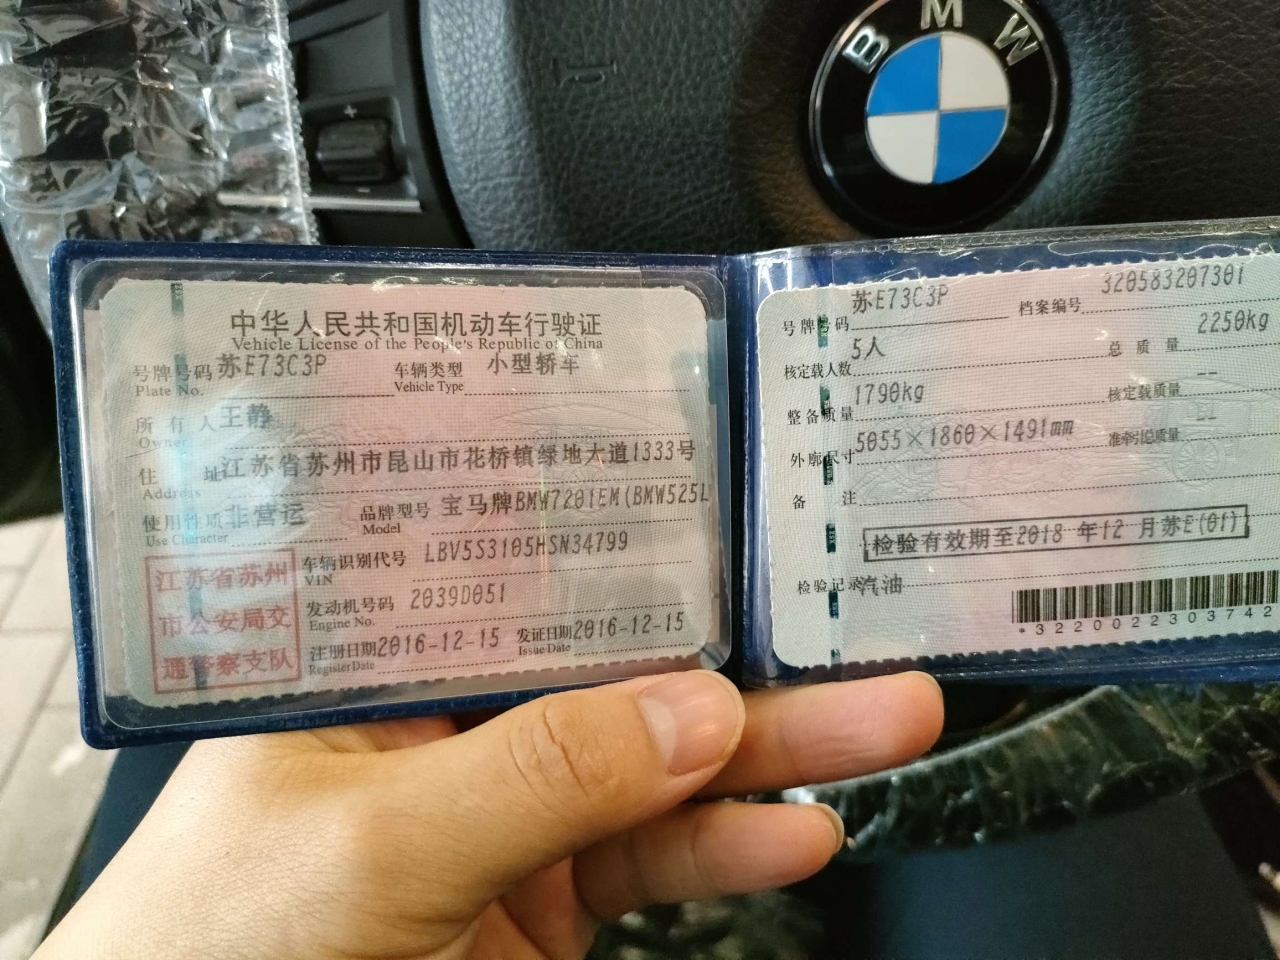 BMW
中华人民共和国机动车行驶证
Vehicle License of the People's Republic of China
号牌号码 苏E73C3P 车辆类型 小型轿车
Plate No. Vehicle Type
所有人 王静
Owner
住址 江苏省苏州市昆山市花桥镇绿地大道1333号
Address
使用性质 非营运 品牌型号 宝马牌BMW7201EM(BMW525L
Use Character Model
江苏省苏州
市公安局交
通警察支队
车辆识别代号 LBV5S3105HSN34799
VIN
发动机号码 2039D051
Engine No.
注册日期 2016-12-15 发证日期 2016-12-15
Register Date Issue Date
号牌号码 苏E73C3P 档案编号 320583207301
核定载人数 5人 总质量 2250kg
整备质量 1790kg 核定载质量 --
外廓尺寸 5055×1860×1491mm 准牵引总质量 --
备注
检验有效期至2018 年12 月苏E(01)
检验记录 汽油
*3220022303742